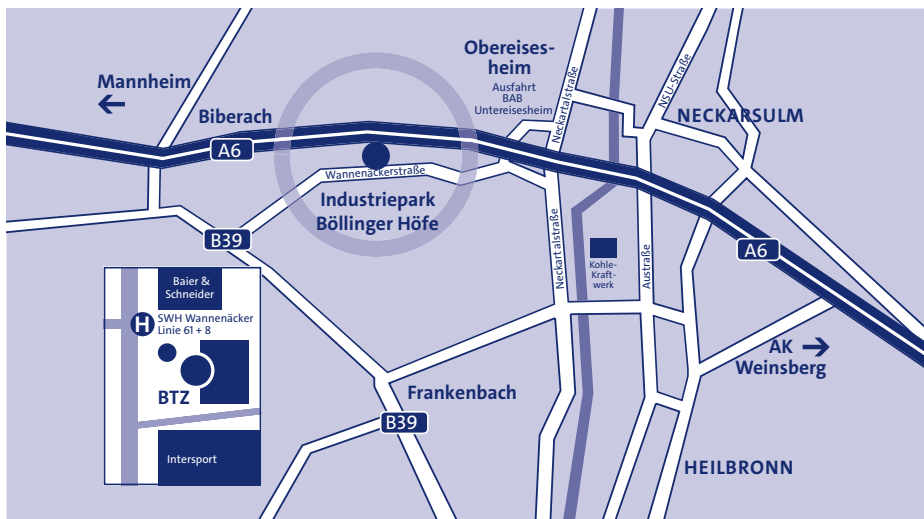 Mannheim
Biberach
A6
Obereises-
heim
Ausfahrt
BAB
Untereisesheim
Neckartalstraße
NSU-Straße
NECKARSULM
Wannenäckerstraße
Industriepark
Böllinger Höfe
B39
Neckartalstraße
Kohle-
Kraft-
werk
Austraße
A6
AK
Weinsberg
Baier &
Schneider
H
SWH Wannenäcker
Linie 61 + 8
BTZ
Intersport
Frankenbach
B39
HEILBRONN